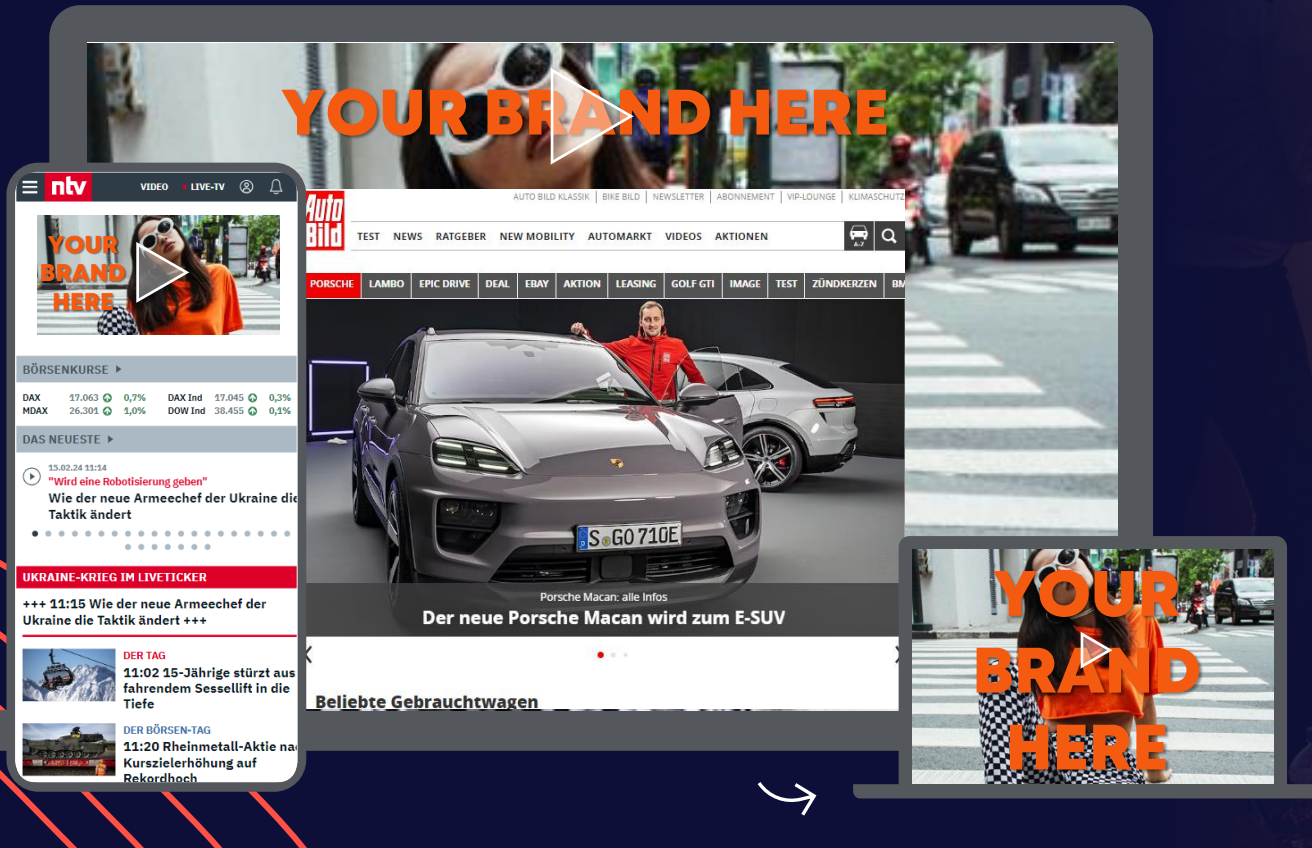 YOUR BRAND HERE
ntv
VIDEO
LIVE-TV
YOUR
BRAND
HERE
BÖRSENKURSE
DAX 17.063 0,7% DAX Ind 17.045 0,3%
MDAX 26.301 1,0% DOW Ind 38.455 0,1%
DAS NEUESTE
15.02.24 11:14
"Wird eine Robotisierung geben"
Wie der neue Armeechef der Ukraine die
Taktik ändert
UKRAINE-KRIEG IM LIVETICKER
+++ 11:15 Wie der neue Armeechef der
Ukraine die Taktik ändert +++
DER TAG
11:02 15-Jährige stürzt aus
fahrendem Sessellift in die
Tiefe
DER BÖRSEN-TAG
11:20 Rheinmetall-Aktie
Kurszielerhöhung auf
Rekordhoch
Auto
Bild
AUTO BILD KLASSIK | BIKE BILD | NEWSLETTER | ABONNEMENT | VIP-LOUNGE | KLIMASCHUTZ
TEST NEWS RATGEBER NEW MOBILITY AUTOMARKT VIDEOS AKTIONEN
A-Z
PORSCHE LAMBO EPIC DRIVE DEAL EBAY AKTION LEASING GOLF GTI IMAGE TEST ZÜNDKERZEN
S GO 710E
Porsche Macan: alle Infos
Der neue Porsche Macan wird zum E-SUV
Beliebte Gebrauchtwagen
YOUR
BRAND
HERE